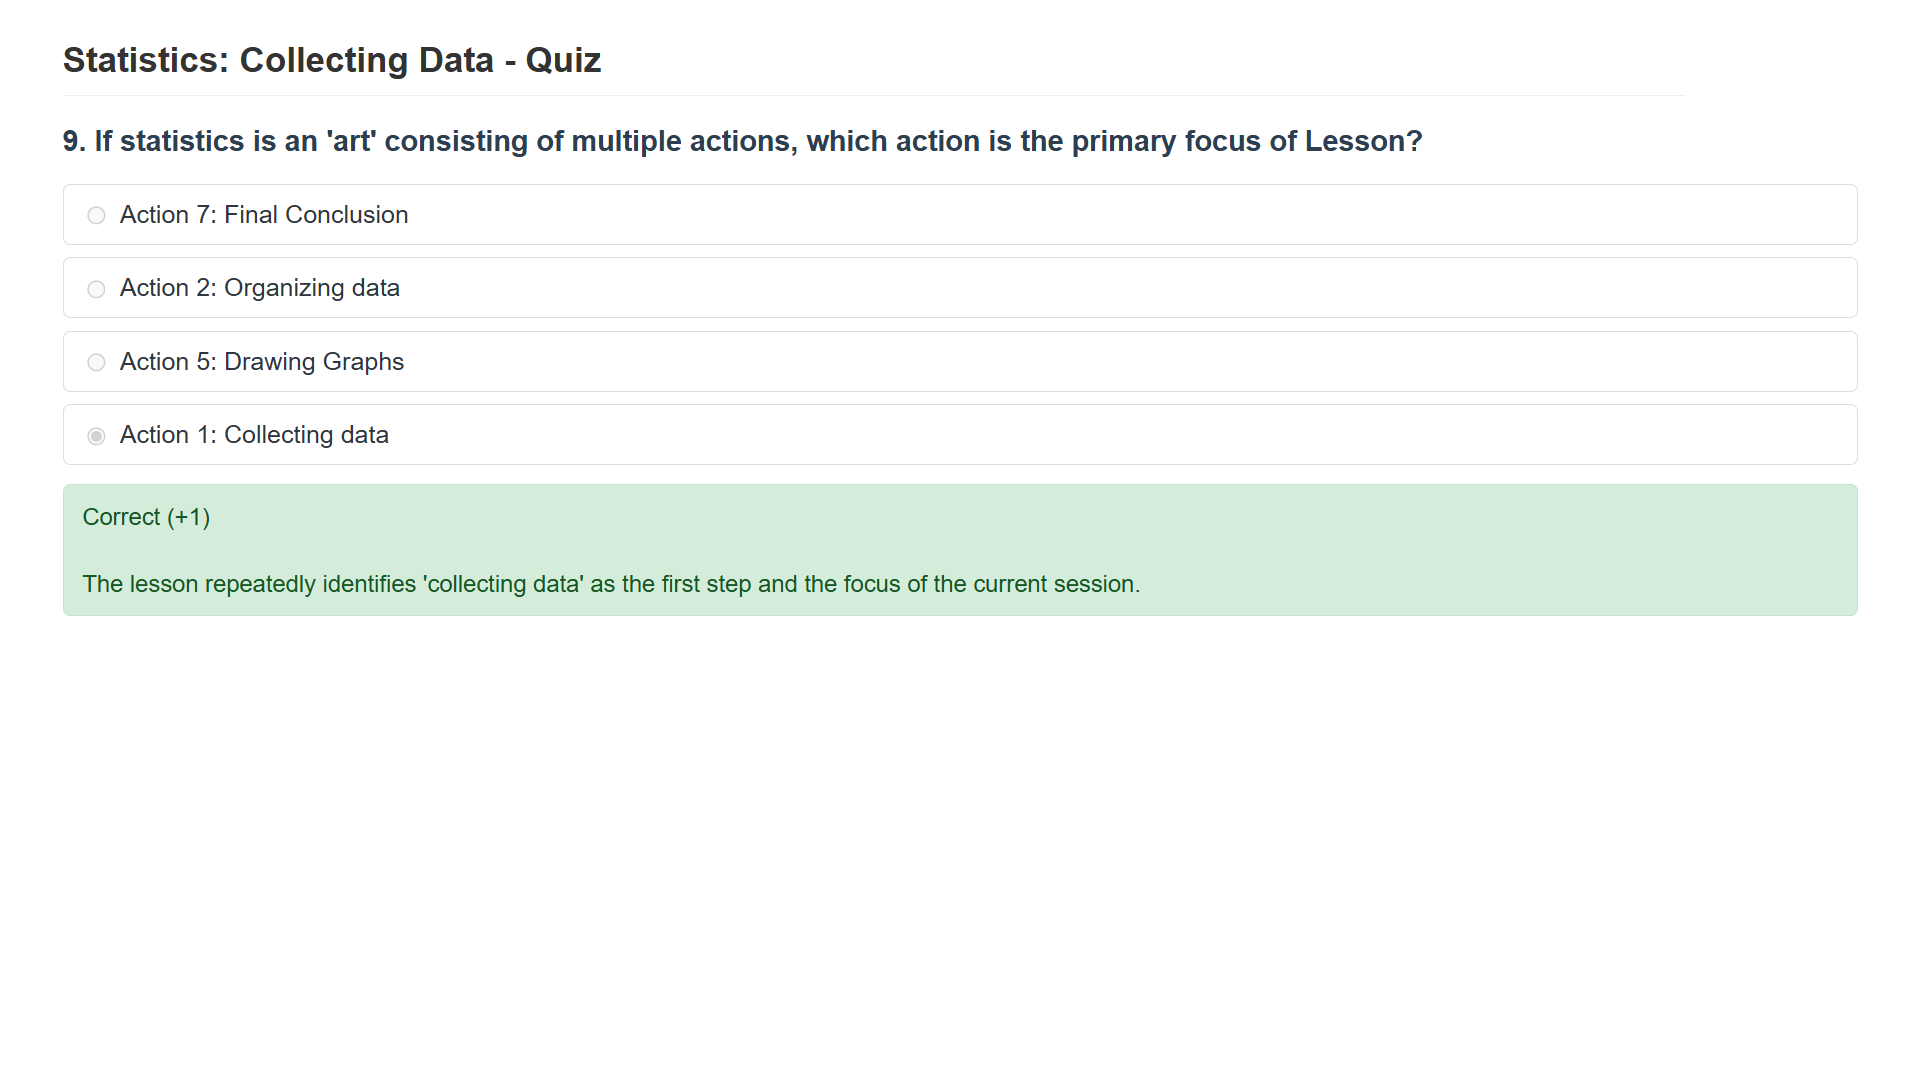 Statistics: Collecting Data - Quiz
9. If statistics is an 'art' consisting of multiple actions, which action is the primary focus of Lesson?
Action 7: Final Conclusion
Action 2: Organizing data
Action 5: Drawing Graphs
Action 1: Collecting data
Correct (+1)
The lesson repeatedly identifies 'collecting data' as the first step and the focus of the current session.